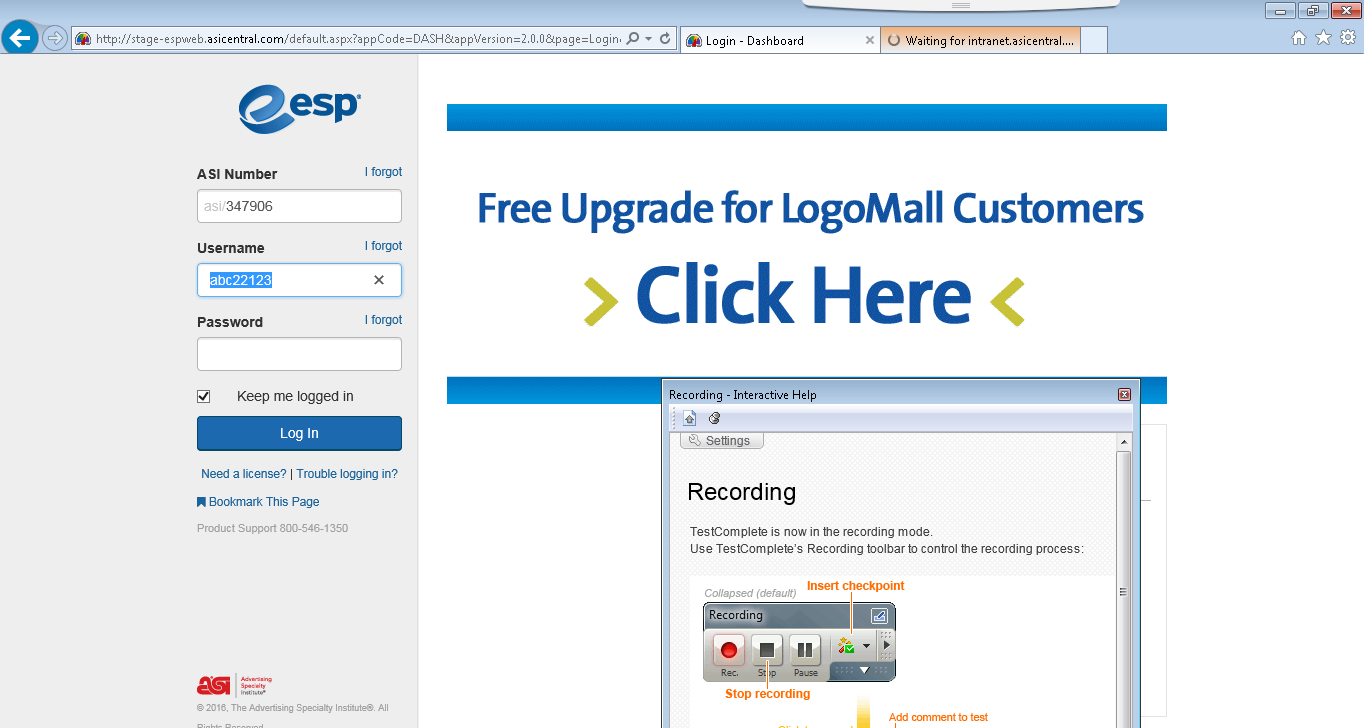 http://stage-espweb.asicentral.com/default.aspx?appCode=DASH&appVersion=2.0.0&page=Login
Login - Dashboard
Waiting for intranet.asicentral....
esp
ASI Number
I forgot
asi/347906
Username
I forgot
abc22123
Password
I forgot
Keep me logged in
Log In
Need a license? | Trouble logging in?
Bookmark This Page
Product Support 800-546-1350
asi Advertising
Specialty
Institute®
© 2016, The Advertising Specialty Institute®. All
Rights Reserved.
Free Upgrade for LogoMall Customers
> Click Here <
Recording - Interactive Help
Settings
Recording
TestComplete is now in the recording mode.
Use TestComplete's Recording toolbar to control the recording process:
Insert checkpoint
Collapsed (default)
Recording
Rec.
Stop
Pause
Stop recording
Add comment to test